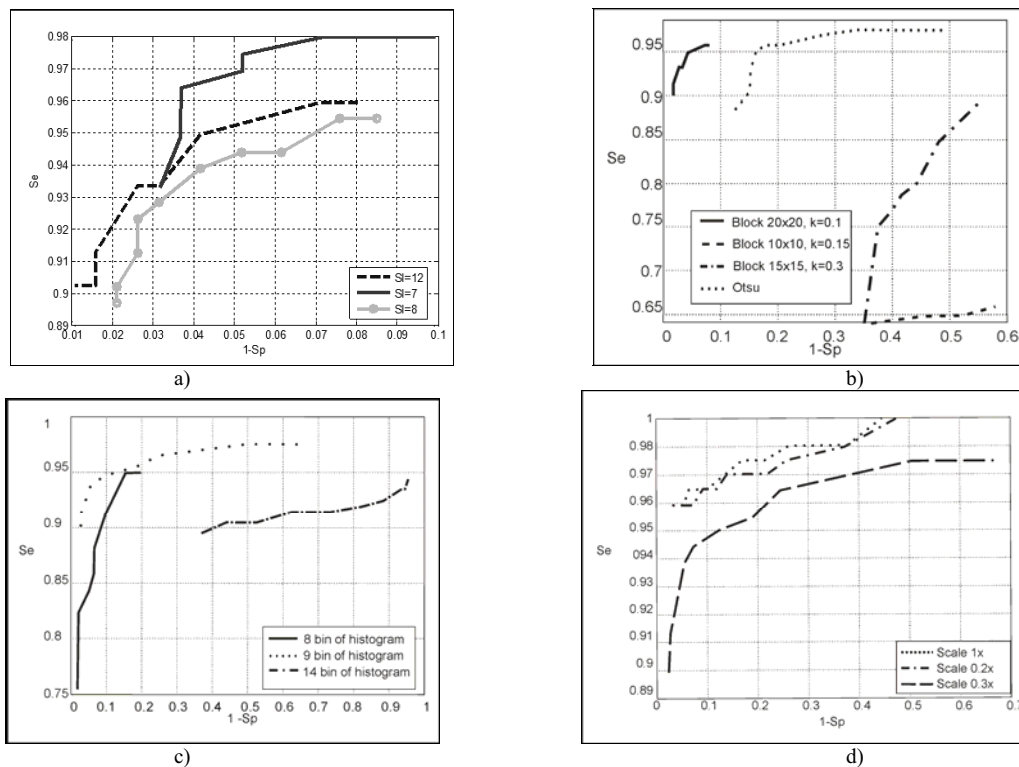 0.98
0.97
0.96
0.95
0.94
0.93
0.92
0.91
0.9
0.89
Se
SI=12
SI=7
SI=8
0.01 0.02 0.03 0.04 0.05 0.06 0.07 0.08 0.09 0.1
1-Sp
a)
0.95
0.9
0.85
0.8
0.75
0.7
0.65
Se
Block 20x20, k=0.1
Block 10x10, k=0.15
Block 15x15, k=0.3
Otsu
0 0.1 0.2 0.3 0.4 0.5 0.6
1-Sp
b)
1
0.95
0.9
0.85
0.8
0.75
Se
8 bin of histogram
9 bin of histogram
14 bin of histogram
0 0.1 0.2 0.3 0.4 0.5 0.6 0.7 0.8 0.9 1
1 -Sp
c)
1
0.98
0.97
0.96
0.95
094
0.93
0.92
0.91
0.9
0.89
Se
Scale 1x
Scale 0.2x
Scale 0.3x
0 0.1 0.2 0.3 0.4 0.5 0.6 0.7
1-Sp
d)